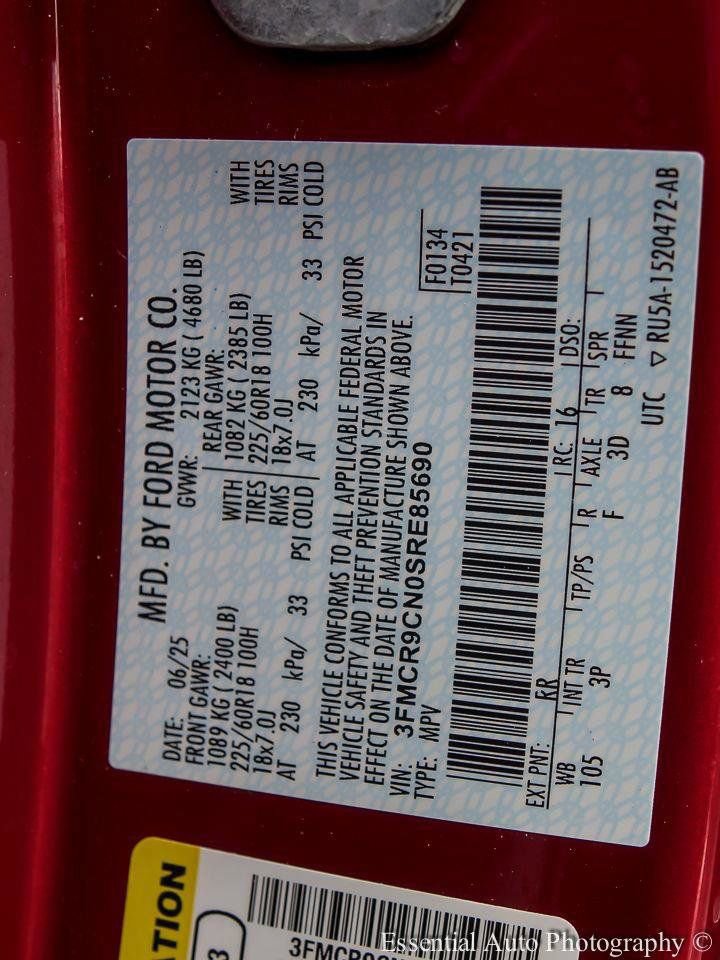 MFD. BY FORD MOTOR CO.
DATE: 06/25 GVWR: 2123 KG ( 4680 LB)
FRONT GAWR: REAR GAWR:
1089 KG ( 2400 LB) WITH 1082 KG ( 2385 LB) WITH
225/60R18 100H TIRES 225/60R18 100H TIRES
18x7.0J RIMS 18x7.0J RIMS
AT 230 kPa/ 33 PSI COLD AT 230 kPa/ 33 PSI COLD
THIS VEHICLE CONFORMS TO ALL APPLICABLE FEDERAL MOTOR
VEHICLE SAFETY AND THEFT PREVENTION STANDARDS IN
EFFECT ON THE DATE OF MANUFACTURE SHOWN ABOVE.
VIN: 3FMCR9CN0SRE85690 F0134
TYPE: MPV T0421
EXT PNT: RR RC: 16 DSO:
WB INT TR TP/PS R AXLE TR SPR
105 3P F 3D 8 FFNN
UTC ▽ RU5A-1520472-AB
ATION
3
Essential Auto Photography ©